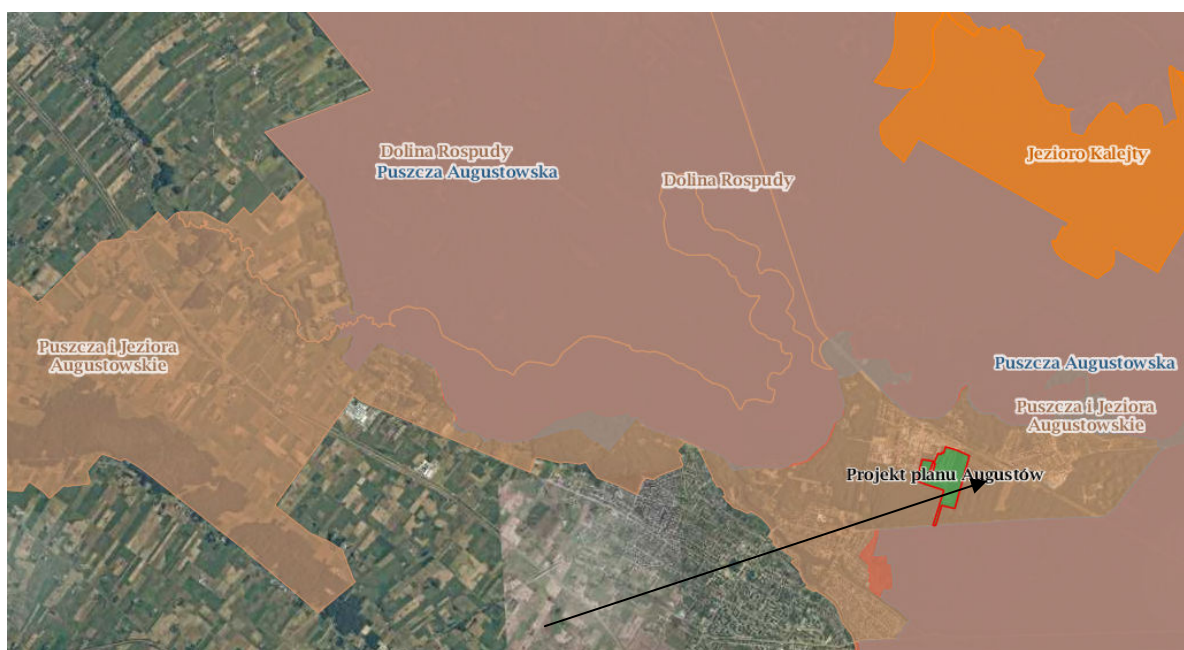 Dolina Rospudy
Puszcza Augustowska
Jezioro Kalejty
Dolina Rospudy
Puszcza i Jeziora
Augustowskie
Puszcza Augustowska
Puszcza i Jeziora
Augustowskie
Projekt planu Augustów